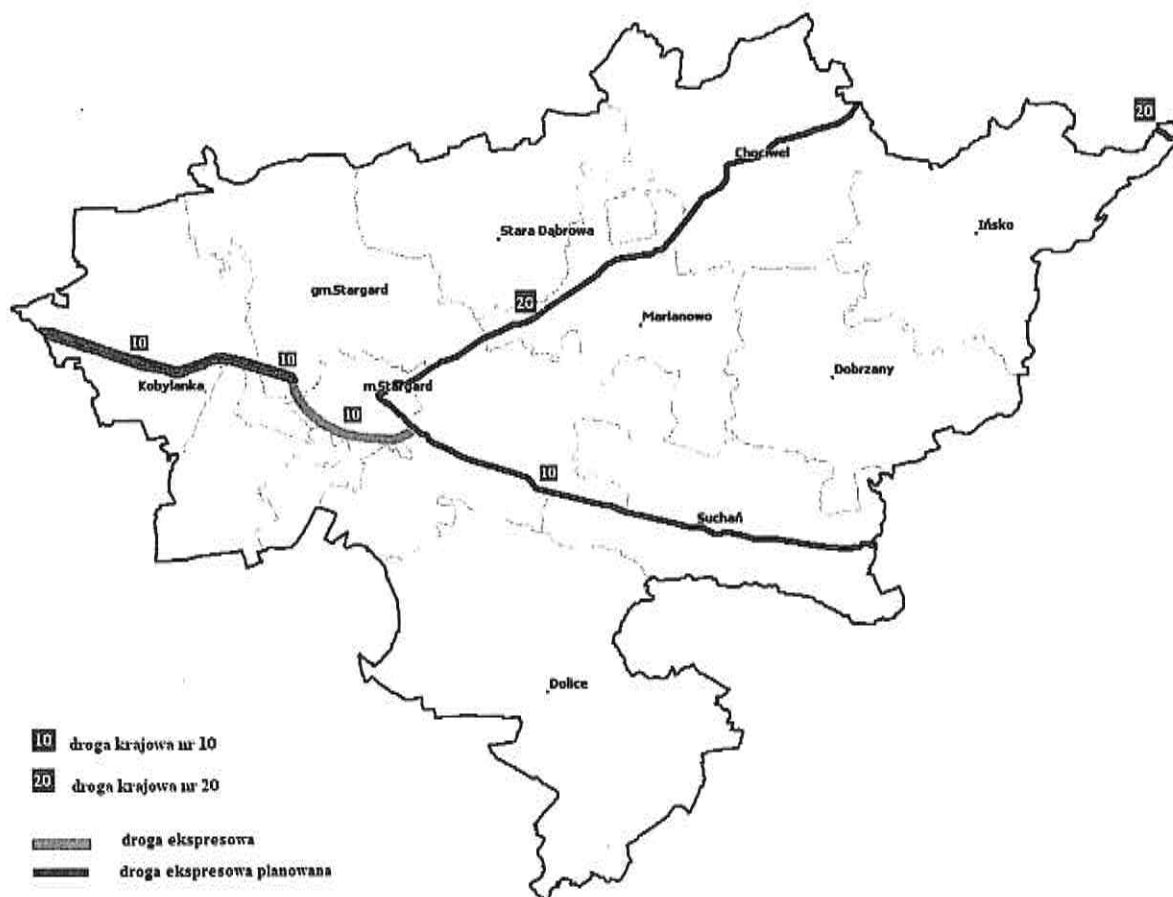 20
Chociwel
Stara Dąbrowa
Ińsko
gm.Stargard
20
Marianowo
10
10
Kobylanka
m.Stargard
Dobrzany
10
10
Suchań
Dolice
10 droga krajowa nr 10
20 droga krajowa nr 20
droga ekspresowa
droga ekspresowa planowana